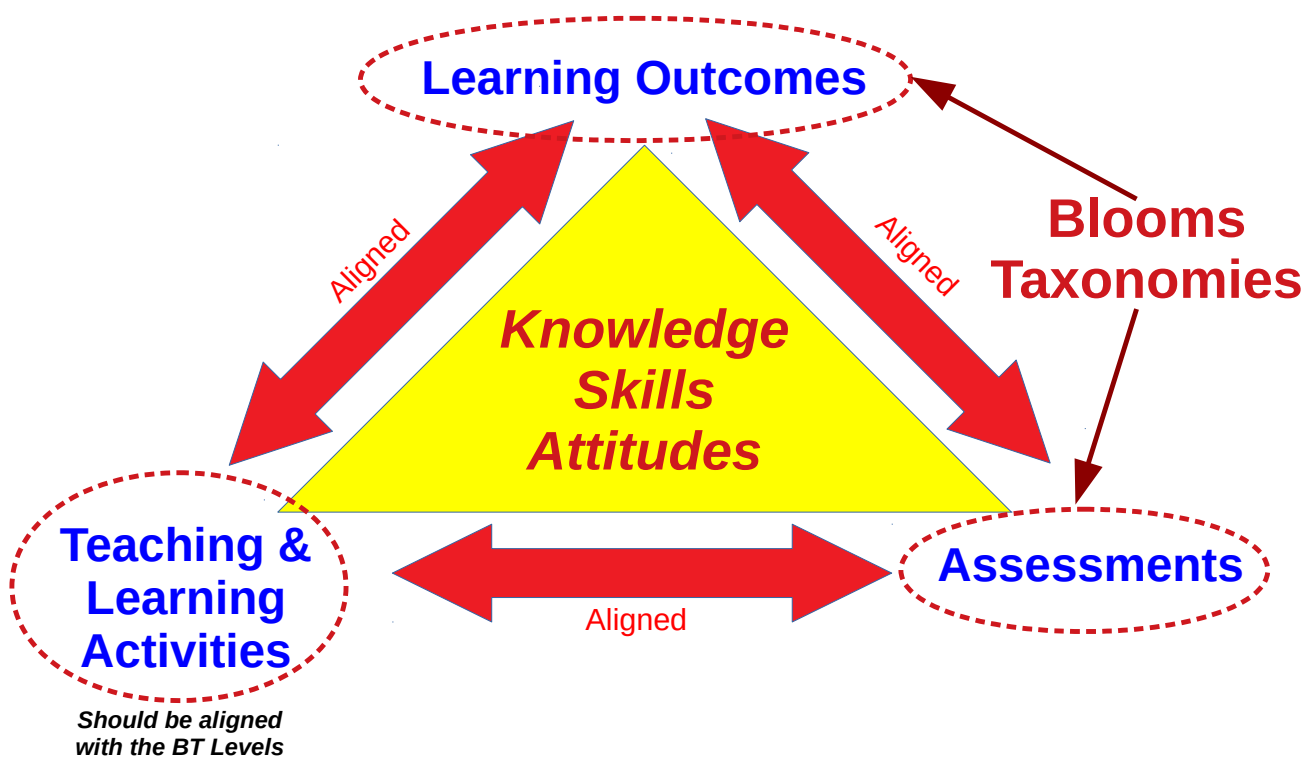 Learning Outcomes
Aligned
Aligned
Blooms
Taxonomies
Knowledge
Skills
Attitudes
Teaching &
Learning
Activities
Assessments
Aligned
Should be aligned
with the BT Levels